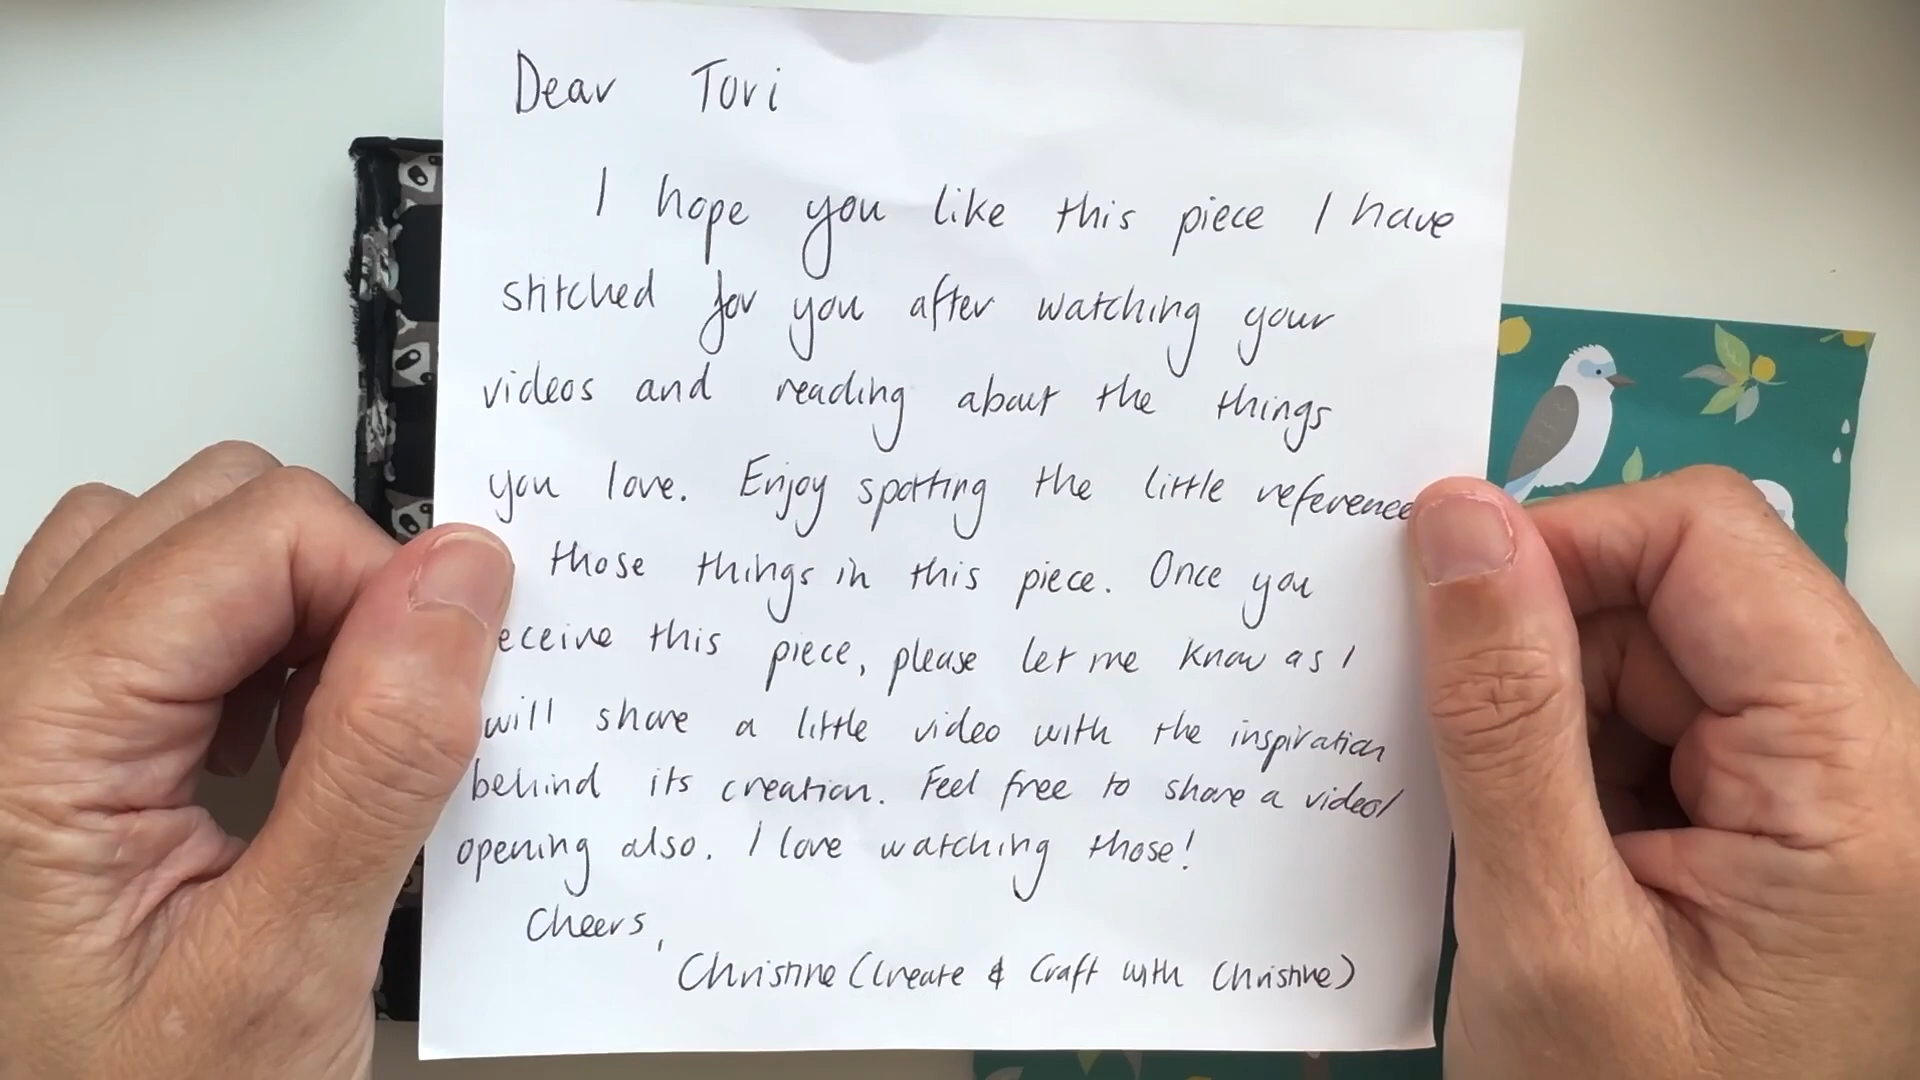 Dear Tori
I hope you like this piece I have
stitched for you after watching your
videos and reading about the things
you love. Enjoy spotting the little reference
those things in this piece. Once you
eceive this piece, please let me know as I
will share a little video with the inspiration
behind its creation. Feel free to share a video/
opening also. I love watching those!
Cheers,
Christine (Create & Craft with Christine)